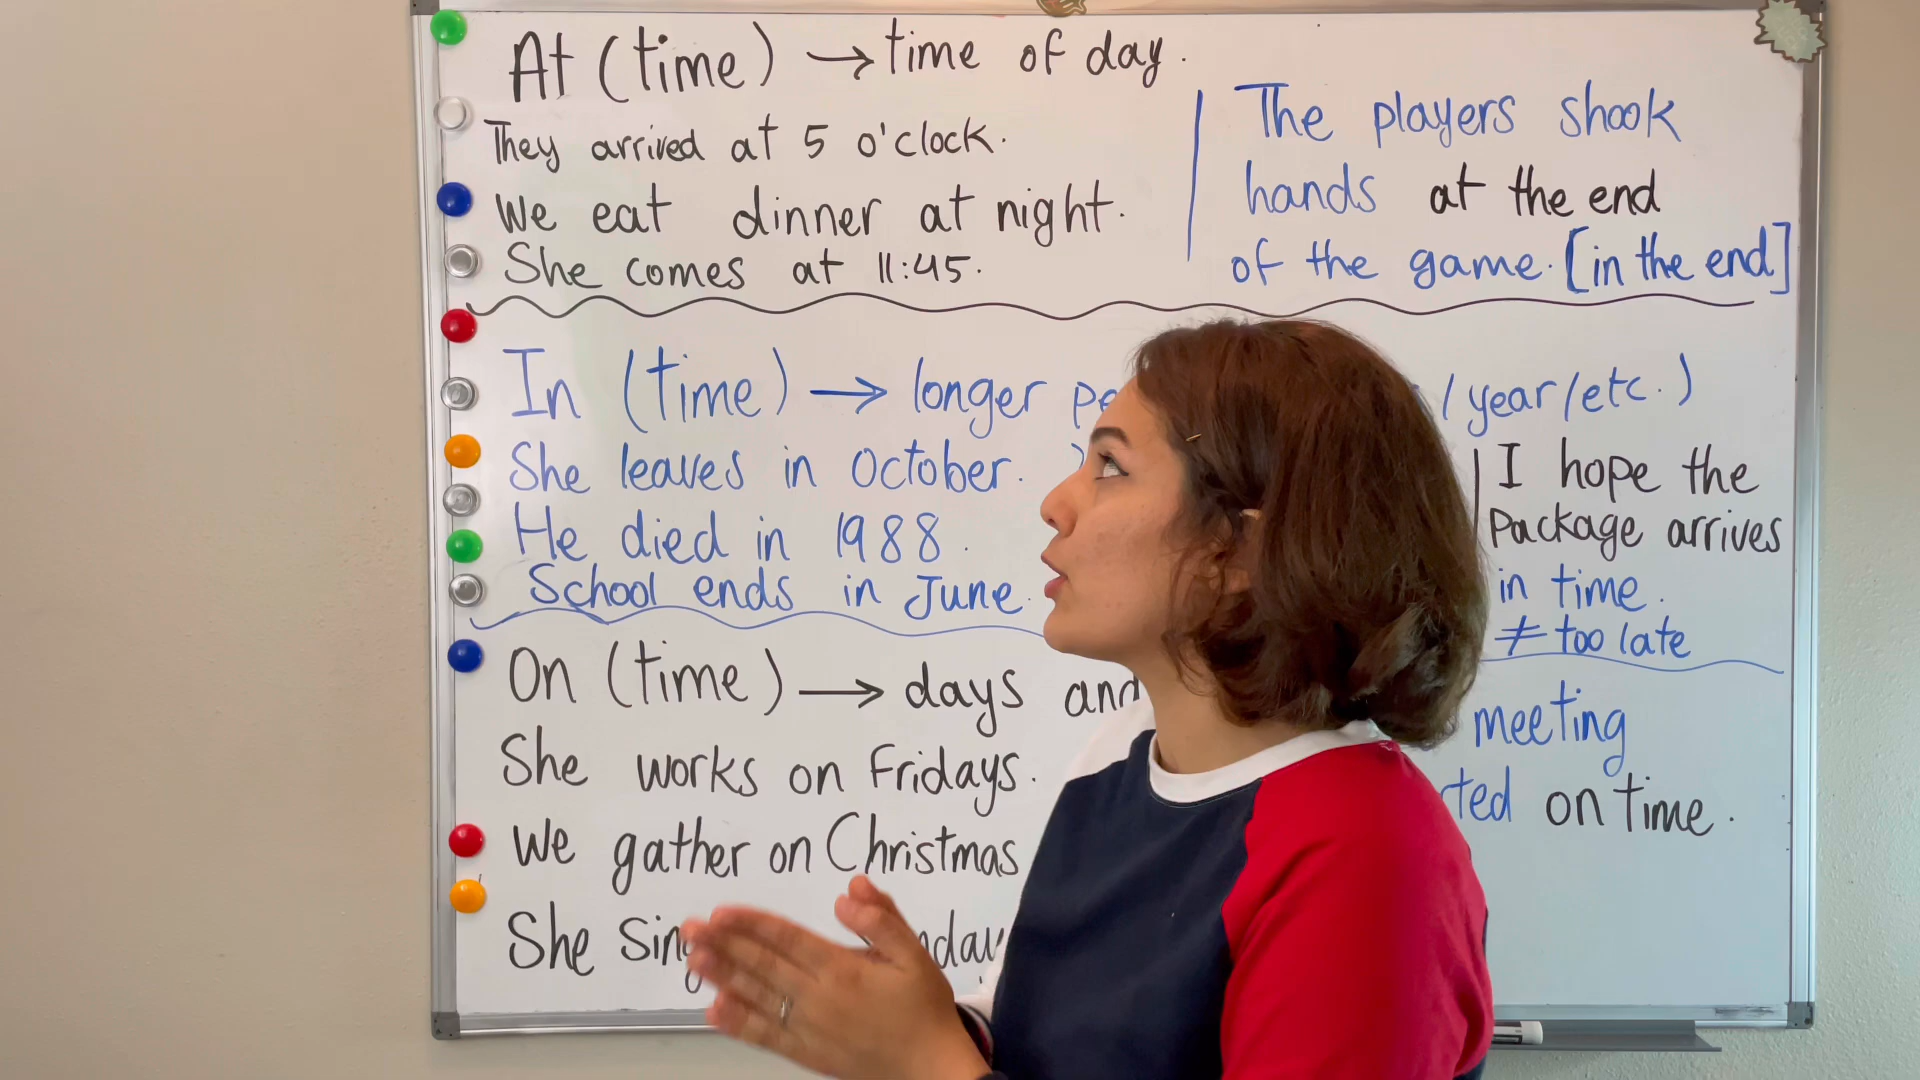 At (time) → time of day.
They arrived at 5 o'clock.
We eat dinner at night.
She comes at 11:45.
The players shook
hands at the end
of the game. [in the end]
In (time) → longer / year/etc.)
She leaves in October.
He died in 1988.
School ends in June.
I hope the
Package arrives
in time.
≠ too late
On (time) → days and
She works on Fridays.
We gather on Christmas
She
meeting
on time.